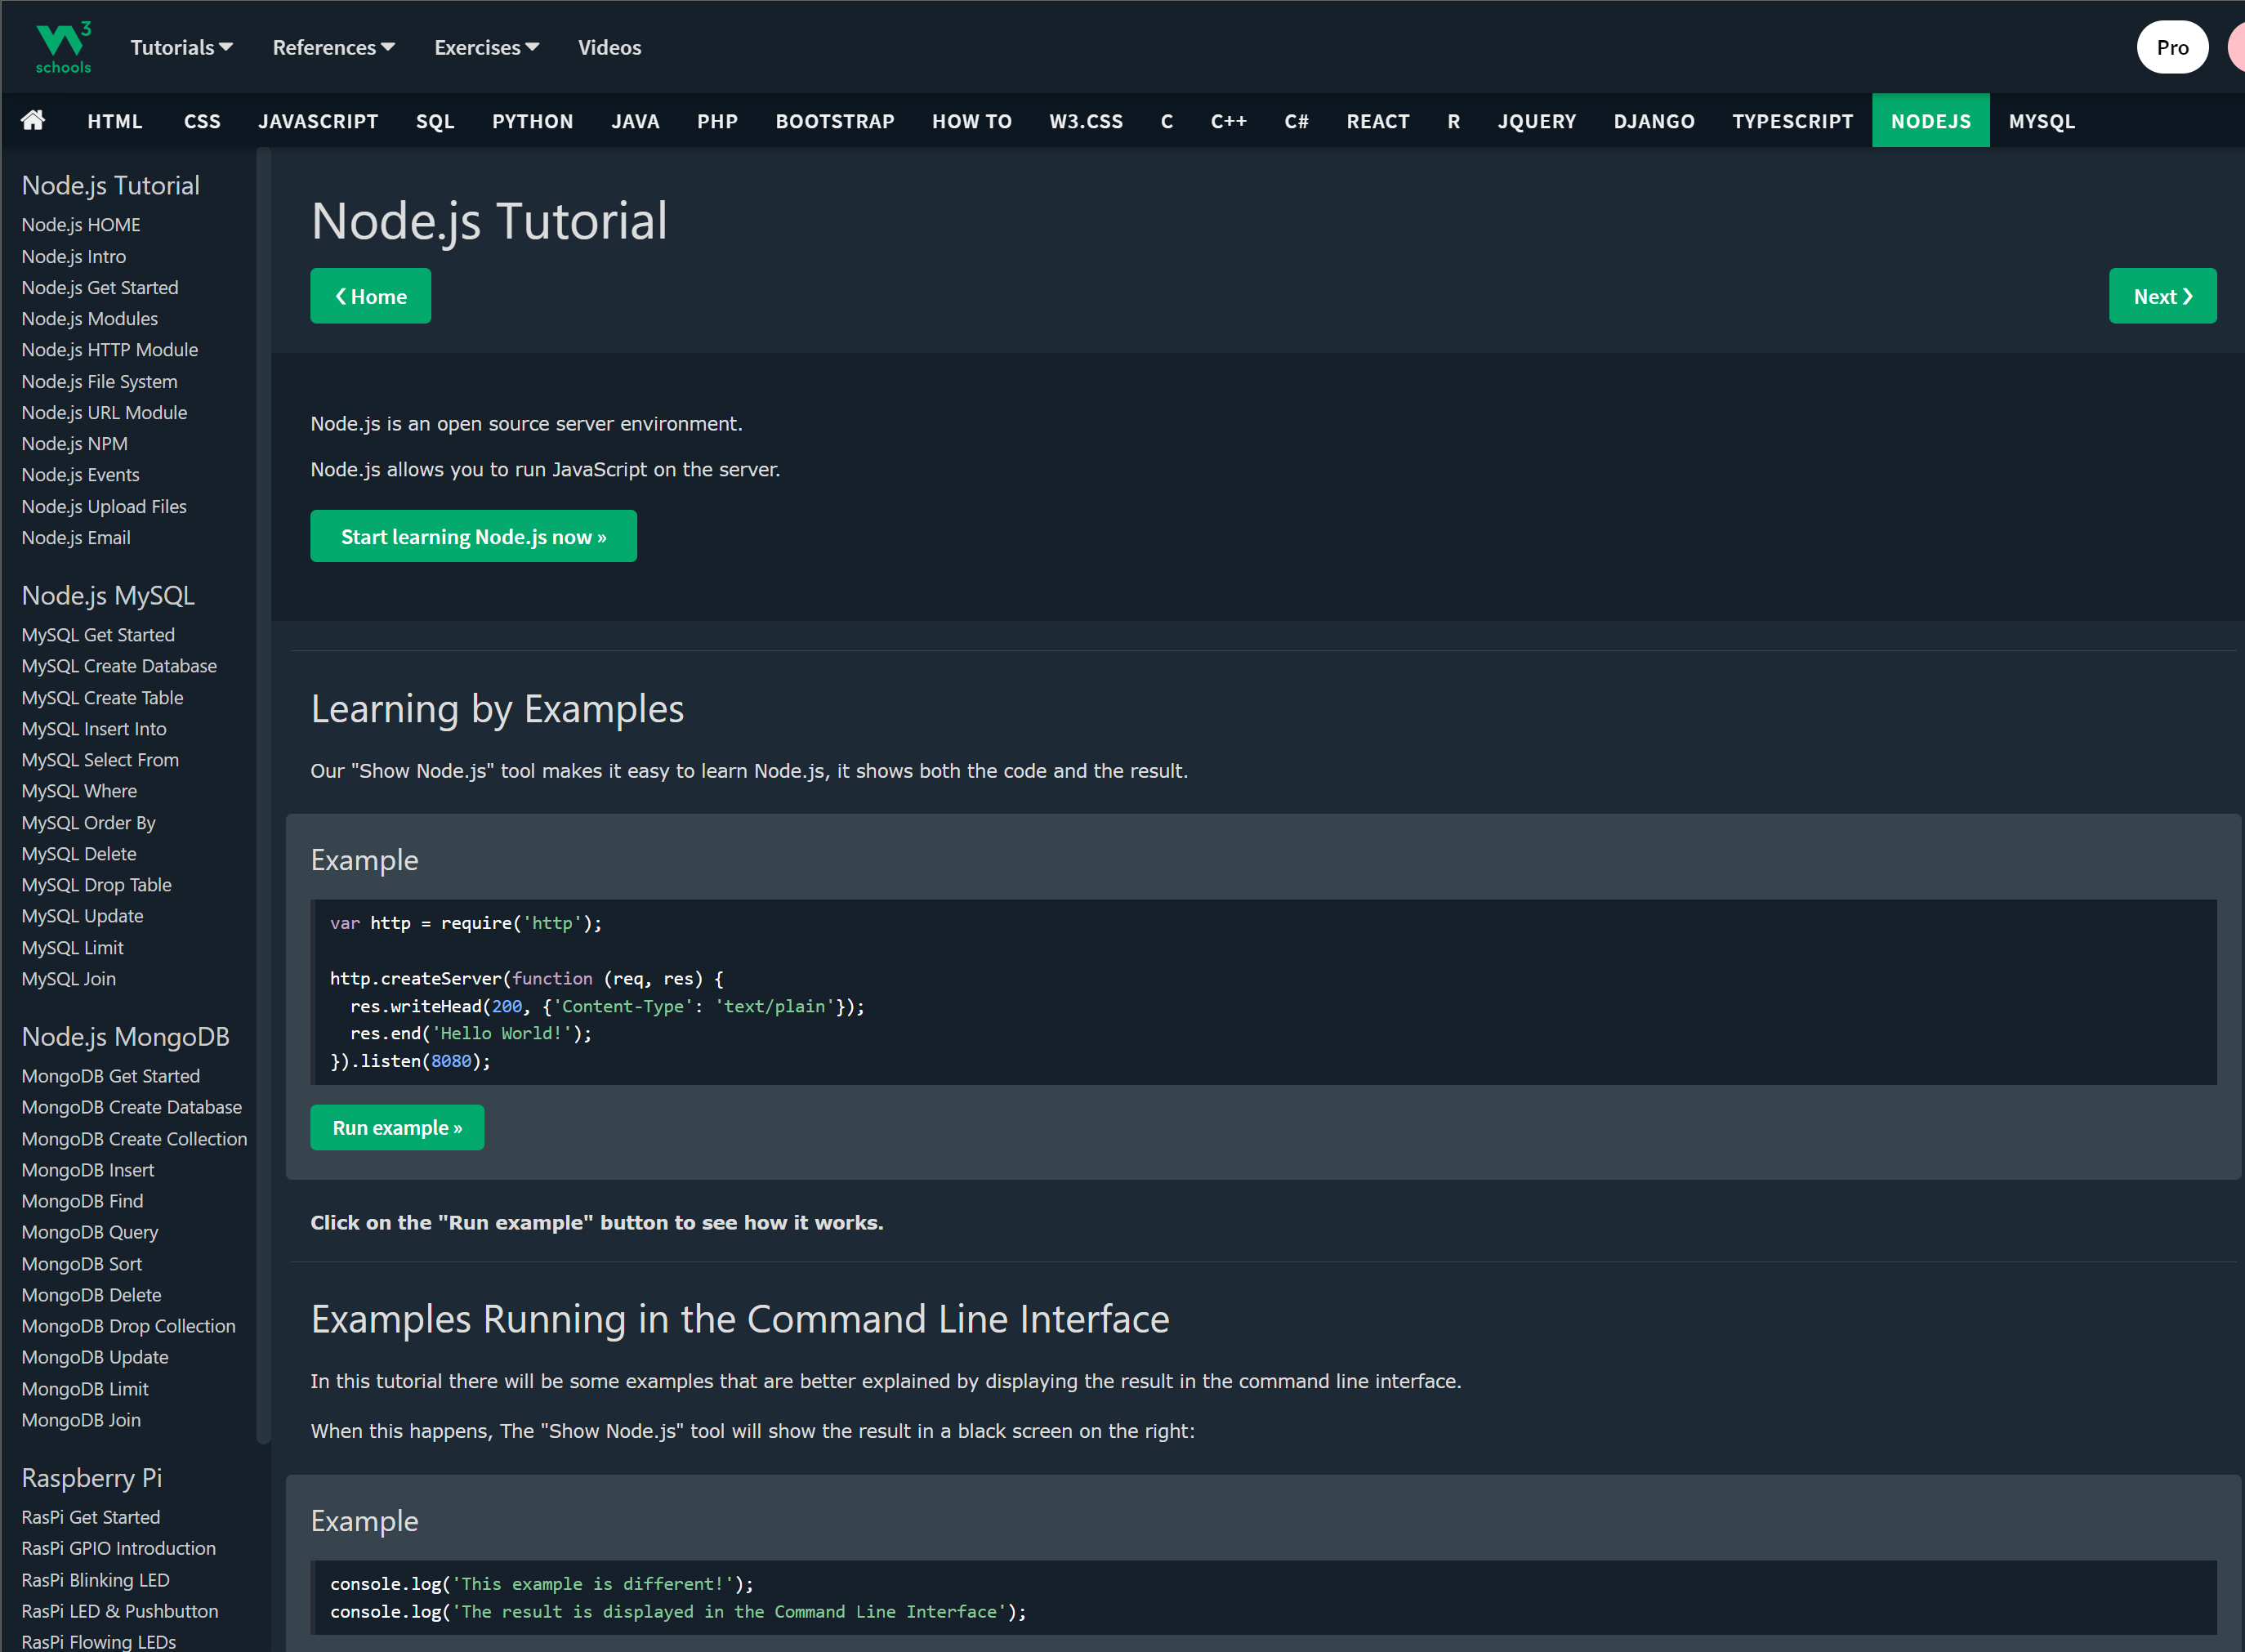 W3 schools
Tutorials References Exercises Videos Pro
HTML CSS JAVASCRIPT SQL PYTHON JAVA PHP BOOTSTRAP HOW TO W3.CSS C C++ C# REACT R JQUERY DJANGO TYPESCRIPT NODEJS MYSQL
Node.js Tutorial
Node.js HOME
Node.js Intro
Node.js Get Started
Node.js Modules
Node.js HTTP Module
Node.js File System
Node.js URL Module
Node.js NPM
Node.js Events
Node.js Upload Files
Node.js Email
Node.js MySQL
MySQL Get Started
MySQL Create Database
MySQL Create Table
MySQL Insert Into
MySQL Select From
MySQL Where
MySQL Order By
MySQL Delete
MySQL Drop Table
MySQL Update
MySQL Limit
MySQL Join
Node.js MongoDB
MongoDB Get Started
MongoDB Create Database
MongoDB Create Collection
MongoDB Insert
MongoDB Find
MongoDB Query
MongoDB Sort
MongoDB Delete
MongoDB Drop Collection
MongoDB Update
MongoDB Limit
MongoDB Join
Raspberry Pi
RasPi Get Started
RasPi GPIO Introduction
RasPi Blinking LED
RasPi LED & Pushbutton
RasPi Flowing LEDs
Node.js Tutorial
❮ Home Next ❯
Node.js is an open source server environment.
Node.js allows you to run JavaScript on the server.
Start learning Node.js now »
Learning by Examples
Our "Show Node.js" tool makes it easy to learn Node.js, it shows both the code and the result.
Example
var http = require('http');
http.createServer(function (req, res) {
  res.writeHead(200, {'Content-Type': 'text/plain'});
  res.end('Hello World!');
}).listen(8080);
Run example »
Click on the "Run example" button to see how it works.
Examples Running in the Command Line Interface
In this tutorial there will be some examples that are better explained by displaying the result in the command line interface.
When this happens, The "Show Node.js" tool will show the result in a black screen on the right:
Example
console.log('This example is different!');
console.log('The result is displayed in the Command Line Interface');